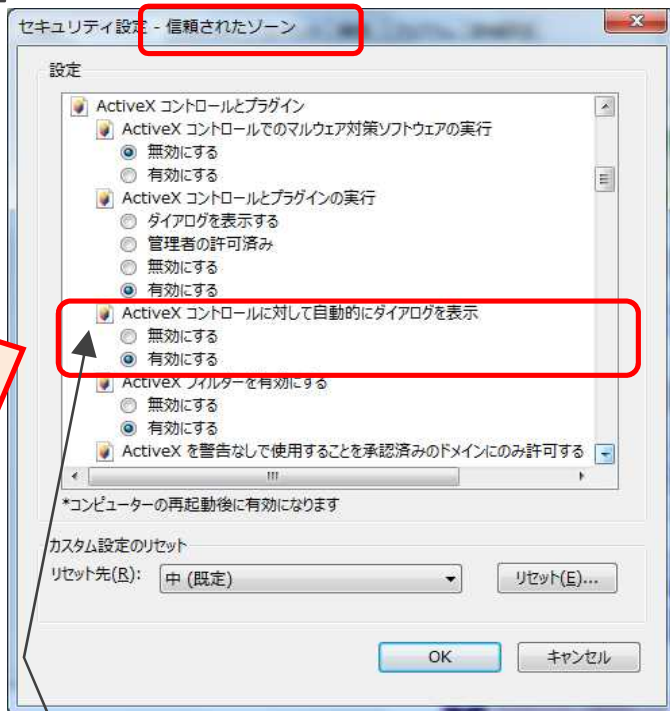 セキュリティ設定 - 信頼されたゾーン
設定
ActiveX コントロールとプラグイン
ActiveX コントロールでのマルウェア対策ソフトウェアの実行
無効にする
有効にする
ActiveX コントロールとプラグインの実行
ダイアログを表示する
管理者の許可済み
無効にする
有効にする
ActiveX コントロールに対して自動的にダイアログを表示
無効にする
有効にする
ActiveX フィルターを有効にする
無効にする
有効にする
ActiveX を警告なしで使用することを承認済みのドメインにのみ許可する
*コンピューターの再起動後に有効になります
カスタム設定のリセット
リセット先(R): 中 (既定) リセット(E)...
OK キャンセル